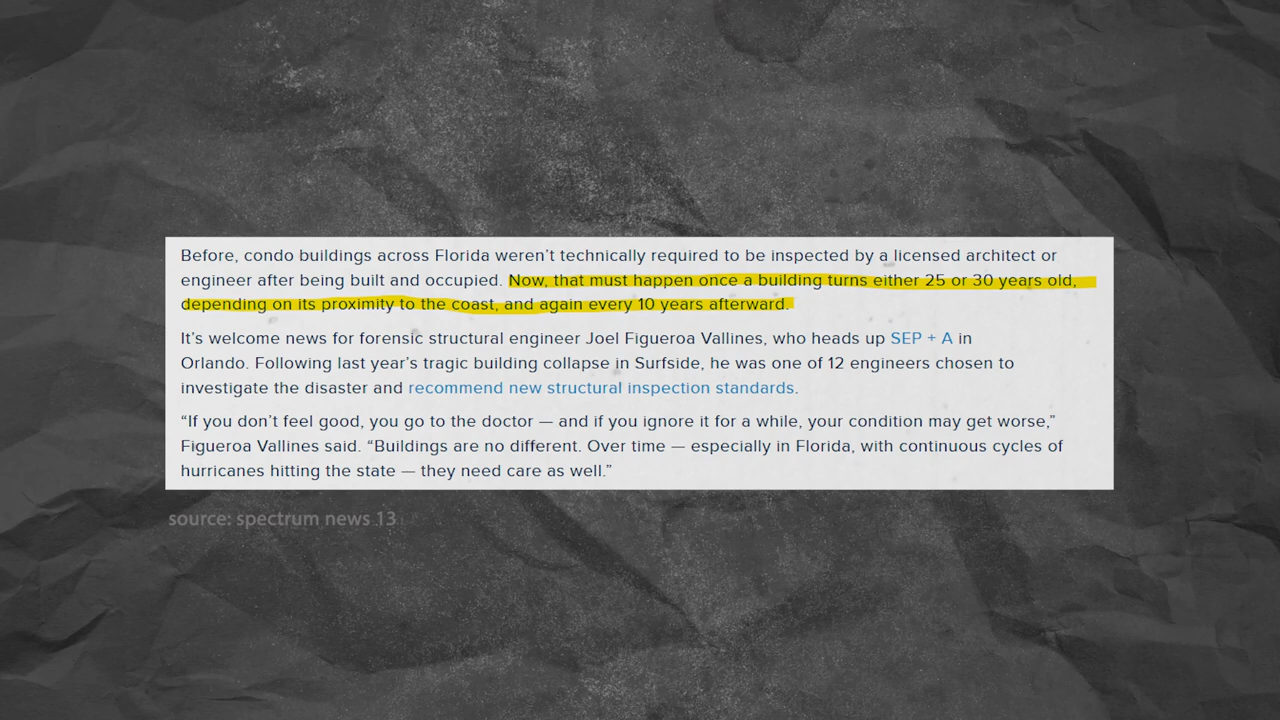 Before, condo buildings across Florida weren’t technically required to be inspected by a licensed architect or
engineer after being built and occupied. Now, that must happen once a building turns either 25 or 30 years old,
depending on its proximity to the coast, and again every 10 years afterward.
It’s welcome news for forensic structural engineer Joel Figueroa Vallines, who heads up SEP + A in
Orlando. Following last year’s tragic building collapse in Surfside, he was one of 12 engineers chosen to
investigate the disaster and recommend new structural inspection standards.
“If you don’t feel good, you go to the doctor — and if you ignore it for a while, your condition may get worse,”
Figueroa Vallines said. “Buildings are no different. Over time — especially in Florida, with continuous cycles of
hurricanes hitting the state — they need care as well.”
source: spectrum news 13